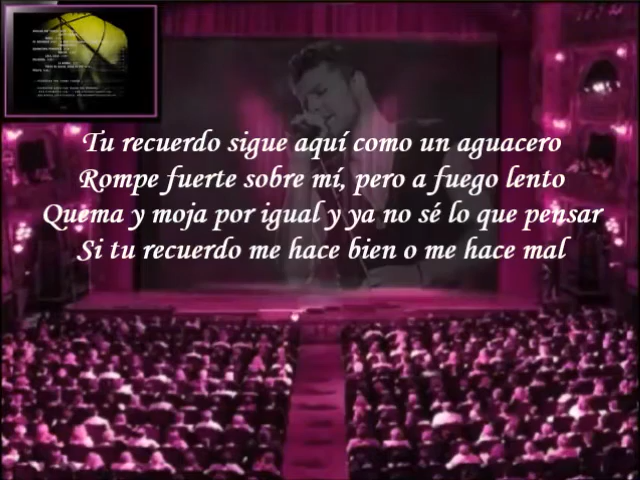 Tu recuerdo sigue aquí como un aguacero
Rompe fuerte sobre mí, pero a fuego lento
Quema y moja por igual y ya no sé lo que pensar
Si tu recuerdo me hace bien o me hace mal